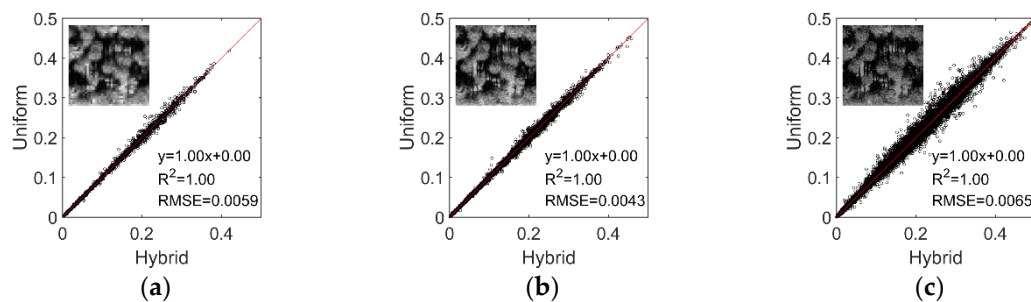 0.5
0.4
0.3
0.2
0.1
0
Uniform
y=1.00x+0.00
R²=1.00
RMSE=0.0059
0 0.2 0.4
Hybrid
(a)
0.5
0.4
0.3
0.2
0.1
0
Uniform
y=1.00x+0.00
R²=1.00
RMSE=0.0043
0 0.2 0.4
Hybrid
(b)
0.5
0.4
0.3
0.2
0.1
0
Uniform
y=1.00x+0.00
R²=1.00
RMSE=0.0065
0 0.2 0.4
Hybrid
(c)